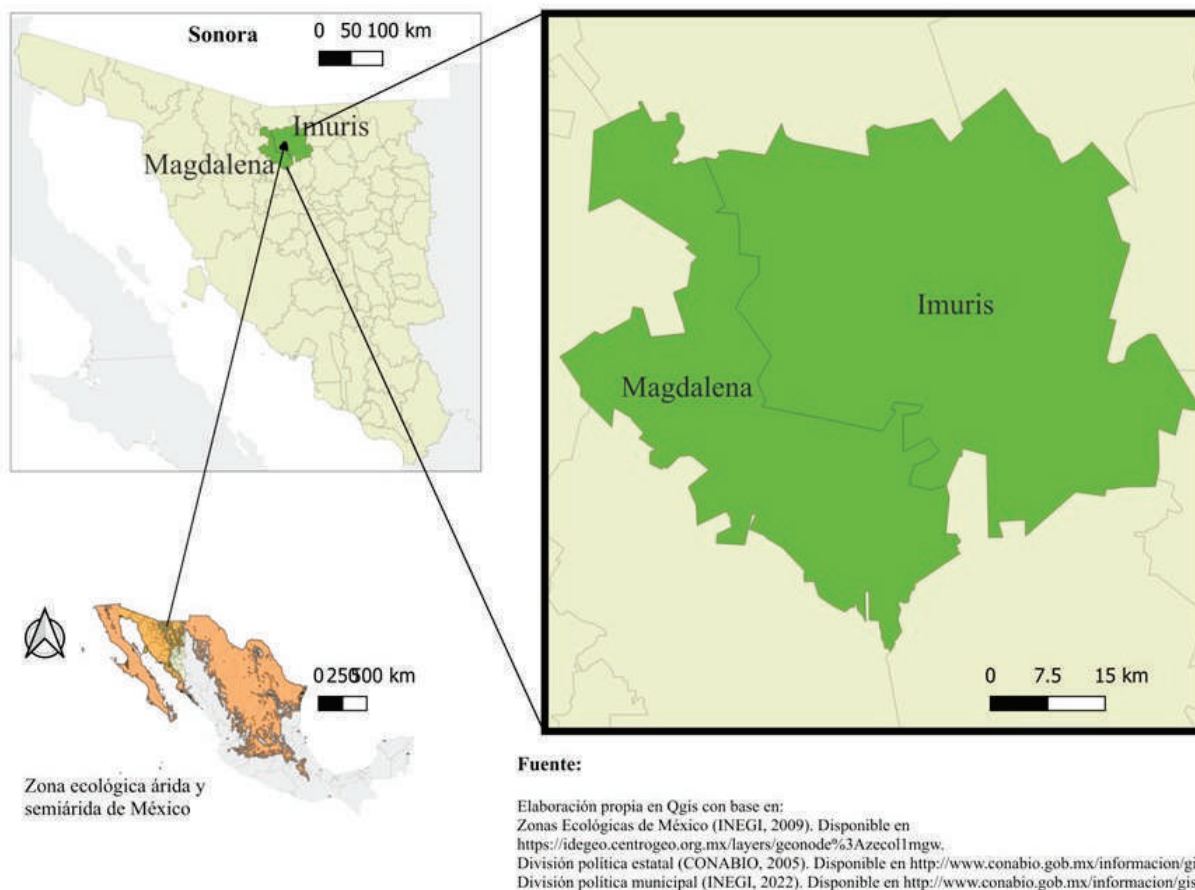 Sonora
0 50 100 km
Imuris
Magdalena
Imuris
Magdalena
0 7.5 15 km
0 250 500 km
Zona ecológica árida y
semiárida de México
Fuente:
Elaboración propia en Qgis con base en:
Zonas Ecológicas de México (INEGI, 2009). Disponible en
https://idegeo.centrogeo.org.mx/layers/geonode%3Azecol1mgw.
División política estatal (CONABIO, 2005). Disponible en http://www.conabio.gob.mx/informacion/gi
División política municipal (INEGI, 2022). Disponible en http://www.conabio.gob.mx/informacion/gis